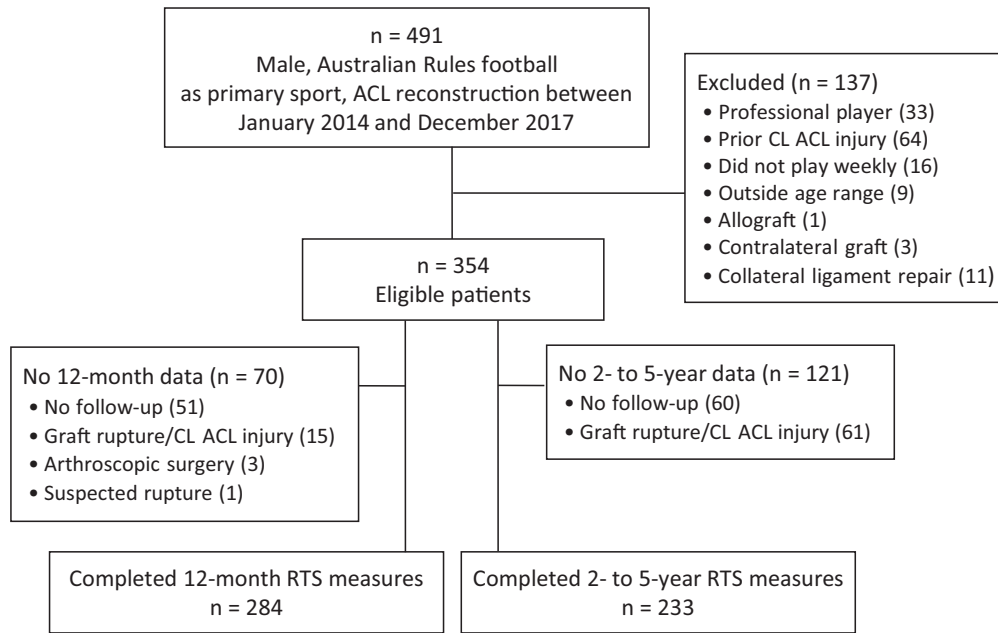 n = 491
Male, Australian Rules football
as primary sport, ACL reconstruction between
January 2014 and December 2017
Excluded (n = 137)
• Professional player (33)
• Prior CL ACL injury (64)
• Did not play weekly (16)
• Outside age range (9)
• Allograft (1)
• Contralateral graft (3)
• Collateral ligament repair (11)
n = 354
Eligible patients
No 12-month data (n = 70)
• No follow-up (51)
• Graft rupture/CL ACL injury (15)
• Arthroscopic surgery (3)
• Suspected rupture (1)
No 2- to 5-year data (n = 121)
• No follow-up (60)
• Graft rupture/CL ACL injury (61)
Completed 12-month RTS measures
n = 284
Completed 2- to 5-year RTS measures
n = 233